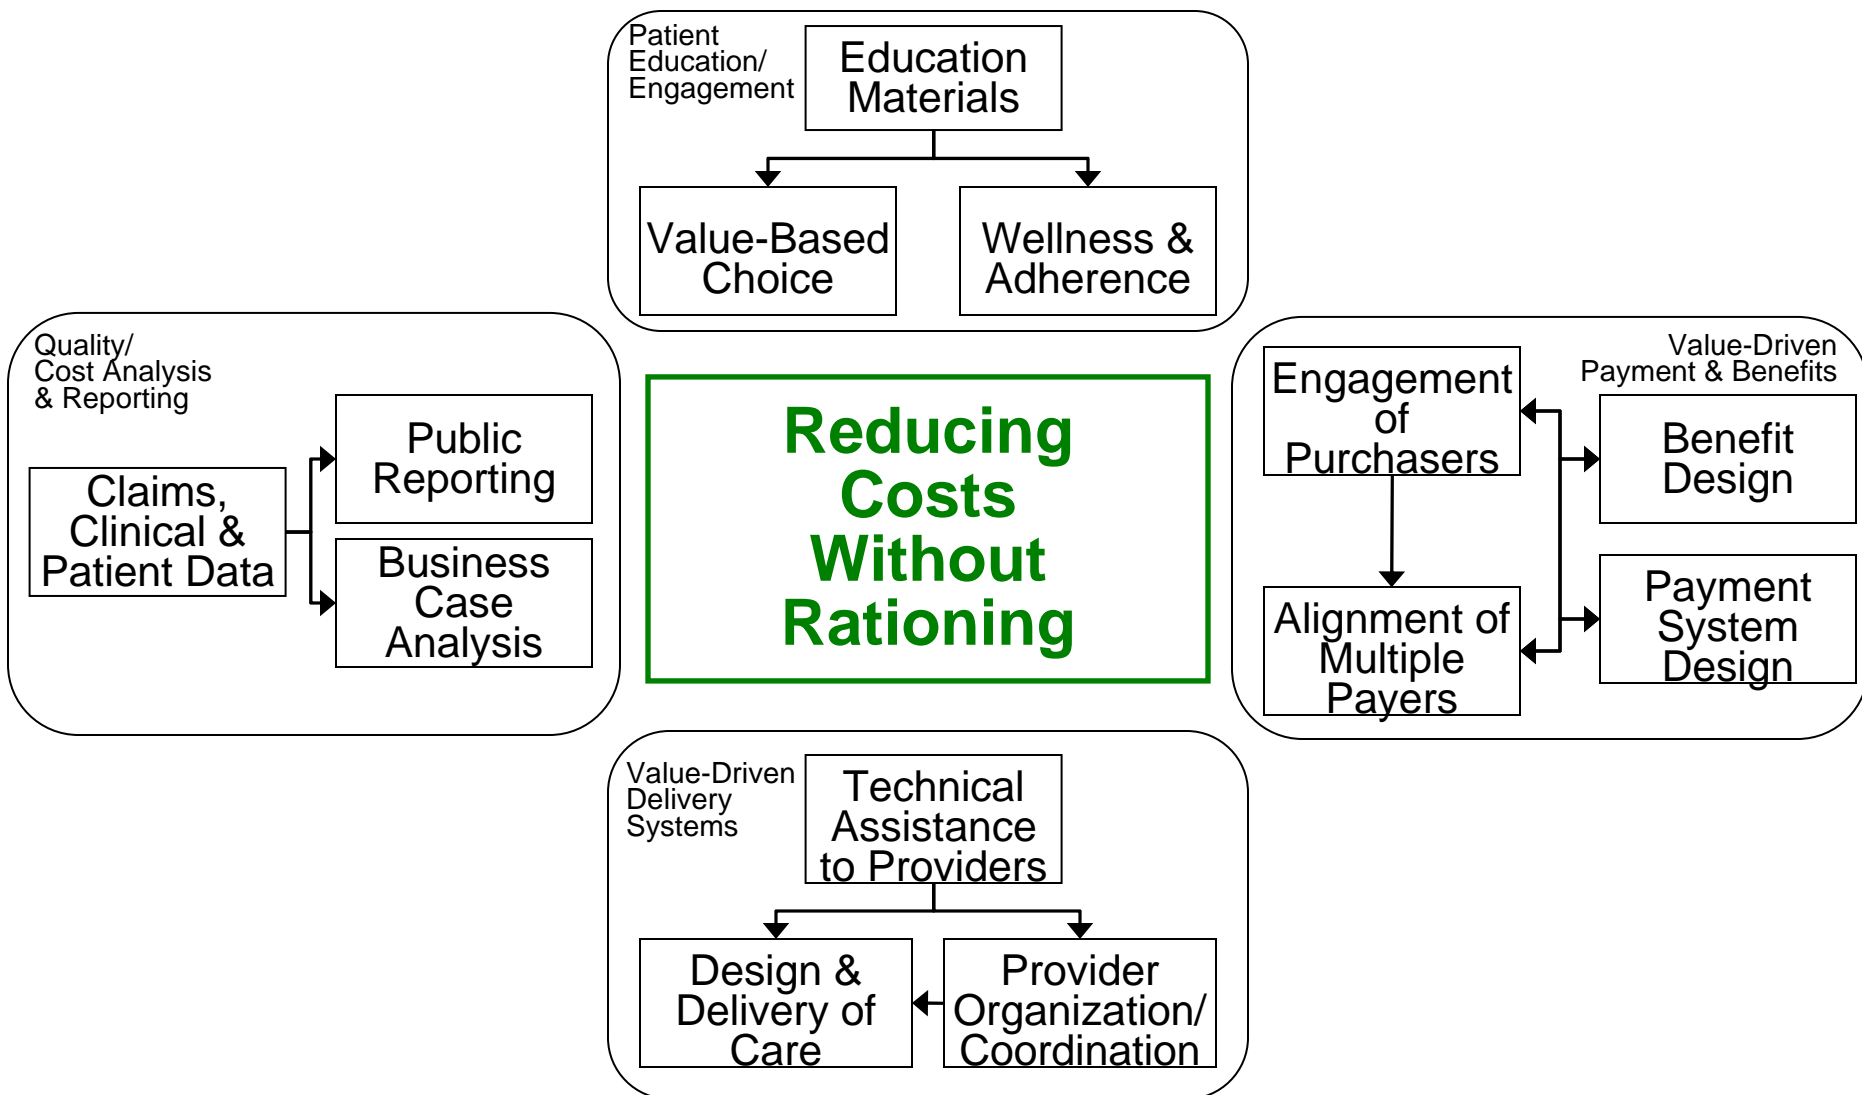 Patient
Education/
Engagement
Education
Materials
Value-Based
Choice
Wellness &
Adherence
Quality/
Cost Analysis
& Reporting
Claims,
Clinical &
Patient Data
Public
Reporting
Business
Case
Analysis
Reducing
Costs
Without
Rationing
Value-Driven
Payment & Benefits
Engagement
of
Purchasers
Benefit
Design
Alignment of
Multiple
Payers
Payment
System
Design
Value-Driven
Delivery
Systems
Technical
Assistance
to Providers
Design &
Delivery of
Care
Provider
Organization/
Coordination